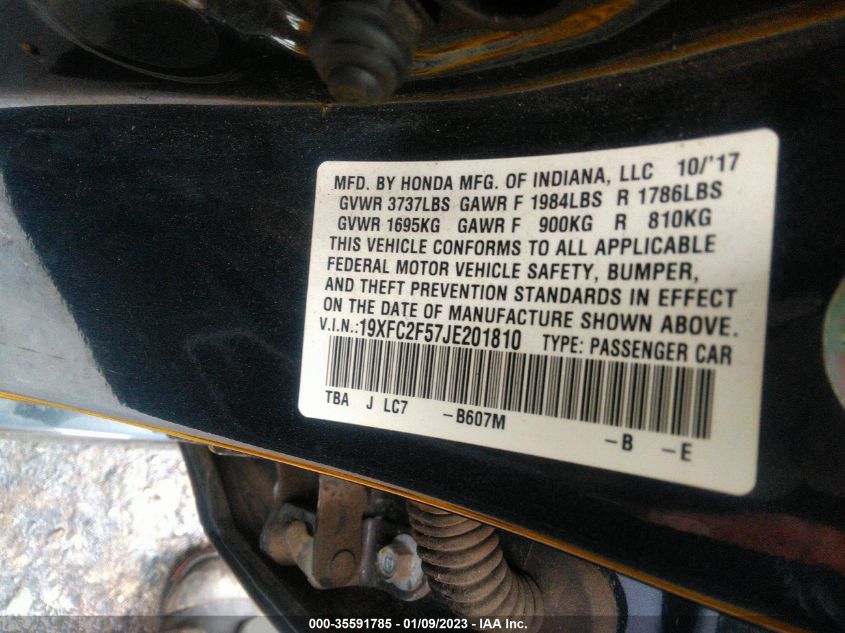 MFD. BY HONDA MFG. OF INDIANA, LLC 10/'17
GVWR 3737LBS GAWR F 1984LBS R 1786LBS
GVWR 1695KG GAWR F 900KG R 810KG
THIS VEHICLE CONFORMS TO ALL APPLICABLE
FEDERAL MOTOR VEHICLE SAFETY, BUMPER,
AND THEFT PREVENTION STANDARDS IN EFFECT
ON THE DATE OF MANUFACTURE SHOWN ABOVE.
V.I.N.:19XFC2F57JE201810 TYPE: PASSENGER CAR
TBA J LC7 -B607M -B -E
000-35591785 - 01/09/2023 - IAA Inc.